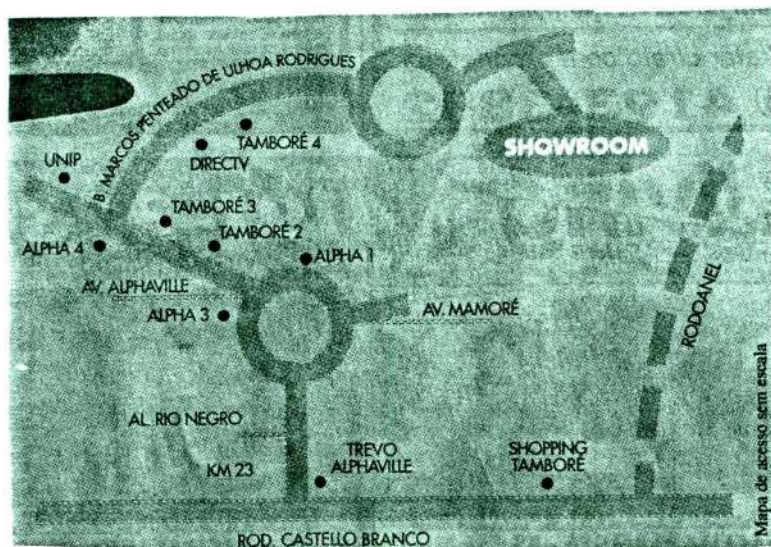 B. MARCOS PENTEADO DE ULHOA RODRIGUES
TAMBORÉ 4
DIRECTV
SHOWROOM
UNIP
TAMBORÉ 3
TAMBORÉ 2
ALPHA 4
ALPHA 1
AV. ALPHAVILLE
ALPHA 3
AV. MAMORÉ
RODOANEL
AL. RIO NEGRO
KM 23
TREVO
ALPHAVILLE
SHOPPING
TAMBORÉ
ROD. CASTELLO BRANCO
Mapa de acesso sem escala